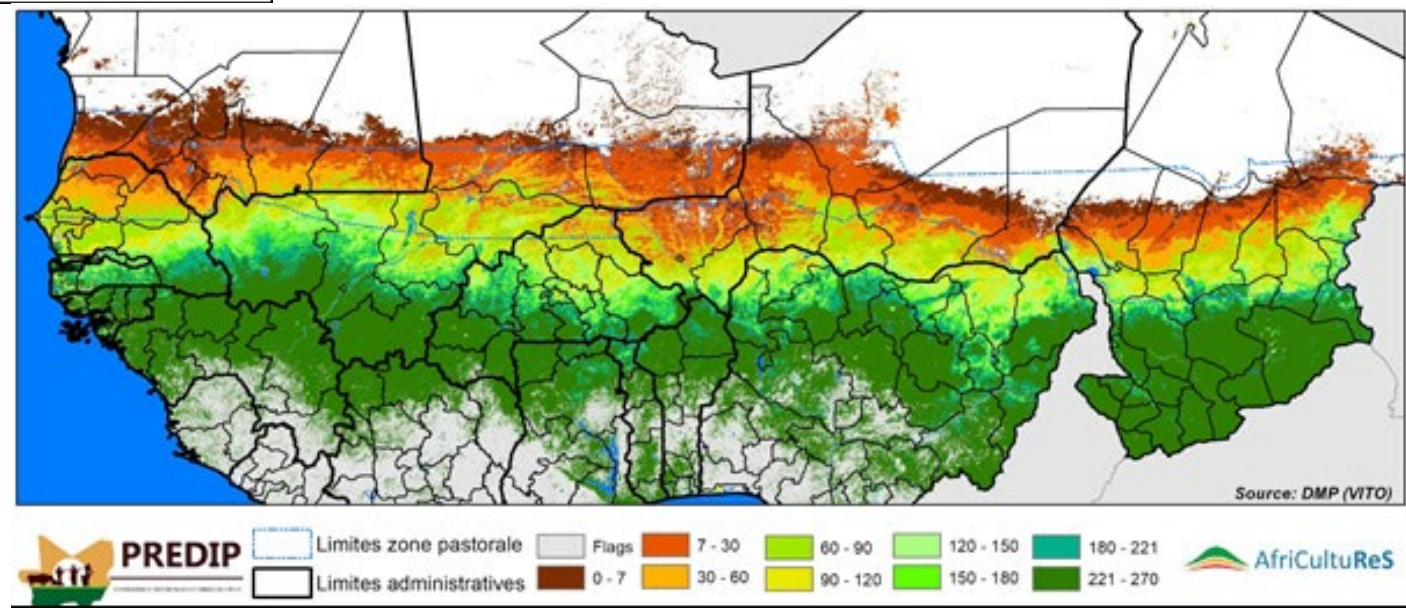 Source: DMP (VITO)
PREDIP
Limites zone pastorale
Limites administratives
Flags
0 - 7
7 - 30
30 - 60
60 - 90
90 - 120
120 - 150
150 - 180
180 - 221
221 - 270
AfriCultuReS